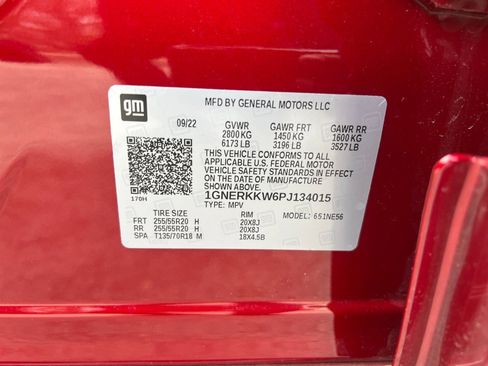 gm
MFD BY GENERAL MOTORS LLC
09/22 GVWR GAWR FRT GAWR RR
2800 KG 1450 KG 1600 KG
6173 LB 3196 LB 3527 LB
THIS VEHICLE CONFORMS TO ALL
APPLICABLE U.S. FEDERAL MOTOR
VEHICLE SAFETY STANDARDS IN
EFFECT ON THE DATE OF MANUFACTURE
SHOWN ABOVE.
170H 1GNERKKW6PJ134015
TYPE: MPV MODEL: 651NE56
TIRE SIZE RIM
FRT 255/55R20 H 20X8J
RR 255/55R20 H 20X8J
SPA T135/70R18 M 18X4.5B